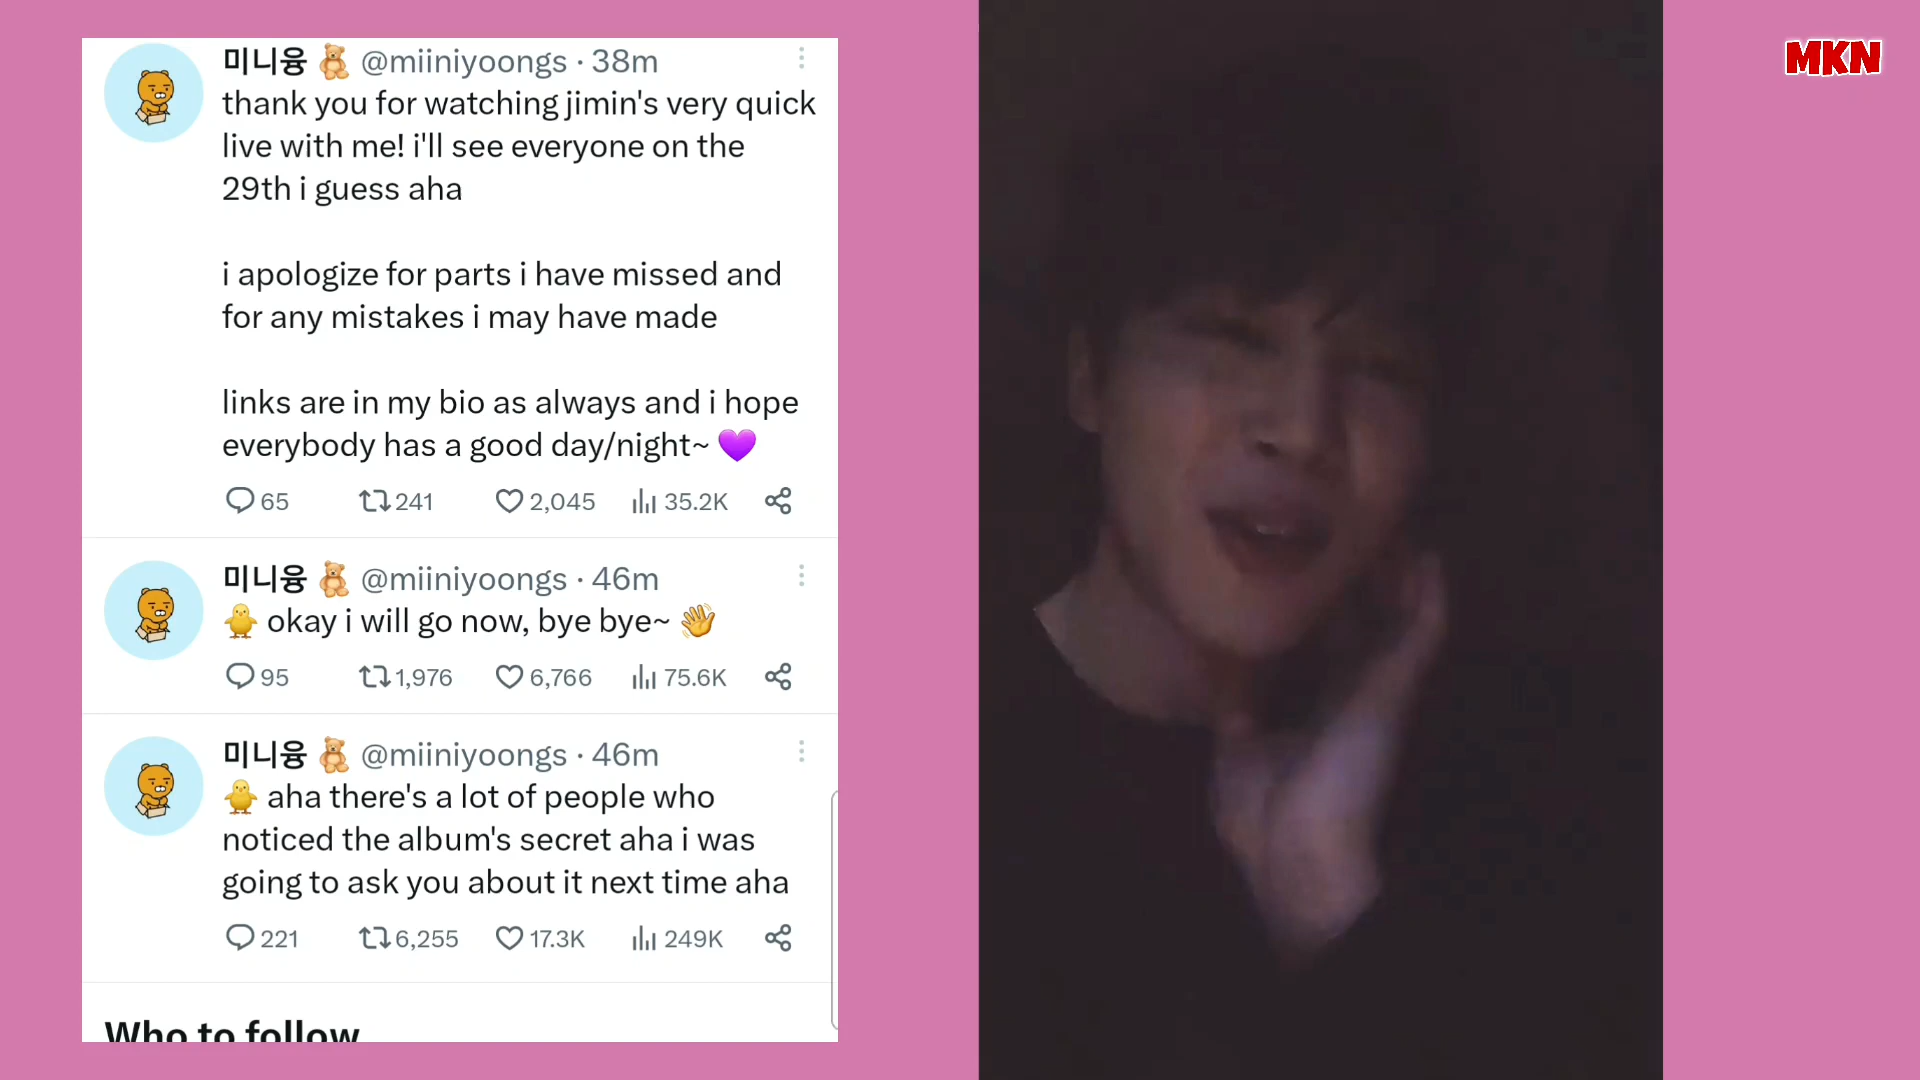 미니융 🧸 @miiniyoongs · 38m
thank you for watching jimin's very quick
live with me! i'll see everyone on the
29th i guess aha
i apologize for parts i have missed and
for any mistakes i may have made
links are in my bio as always and i hope
everybody has a good day/night~ 💜
65 241 2,045 35.2K
미니융 🧸 @miiniyoongs · 46m
🐥 okay i will go now, bye bye~ 👋
95 1,976 6,766 75.6K
미니융 🧸 @miiniyoongs · 46m
🐥 aha there's a lot of people who
noticed the album's secret aha i was
going to ask you about it next time aha
221 6,255 17.3K 249K
Who to follow
MKN